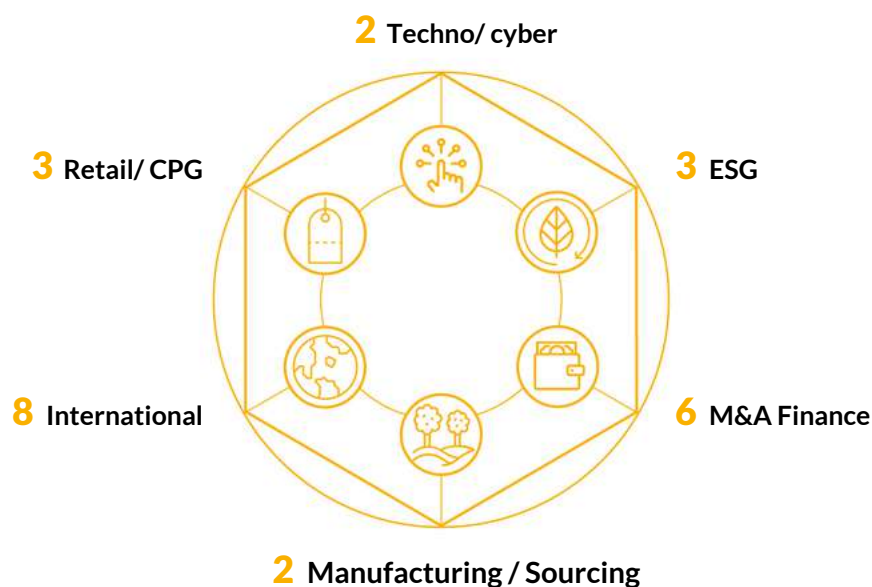 2 Techno/ cyber
3 Retail/ CPG
3 ESG
8 International
6 M&A Finance
2 Manufacturing / Sourcing